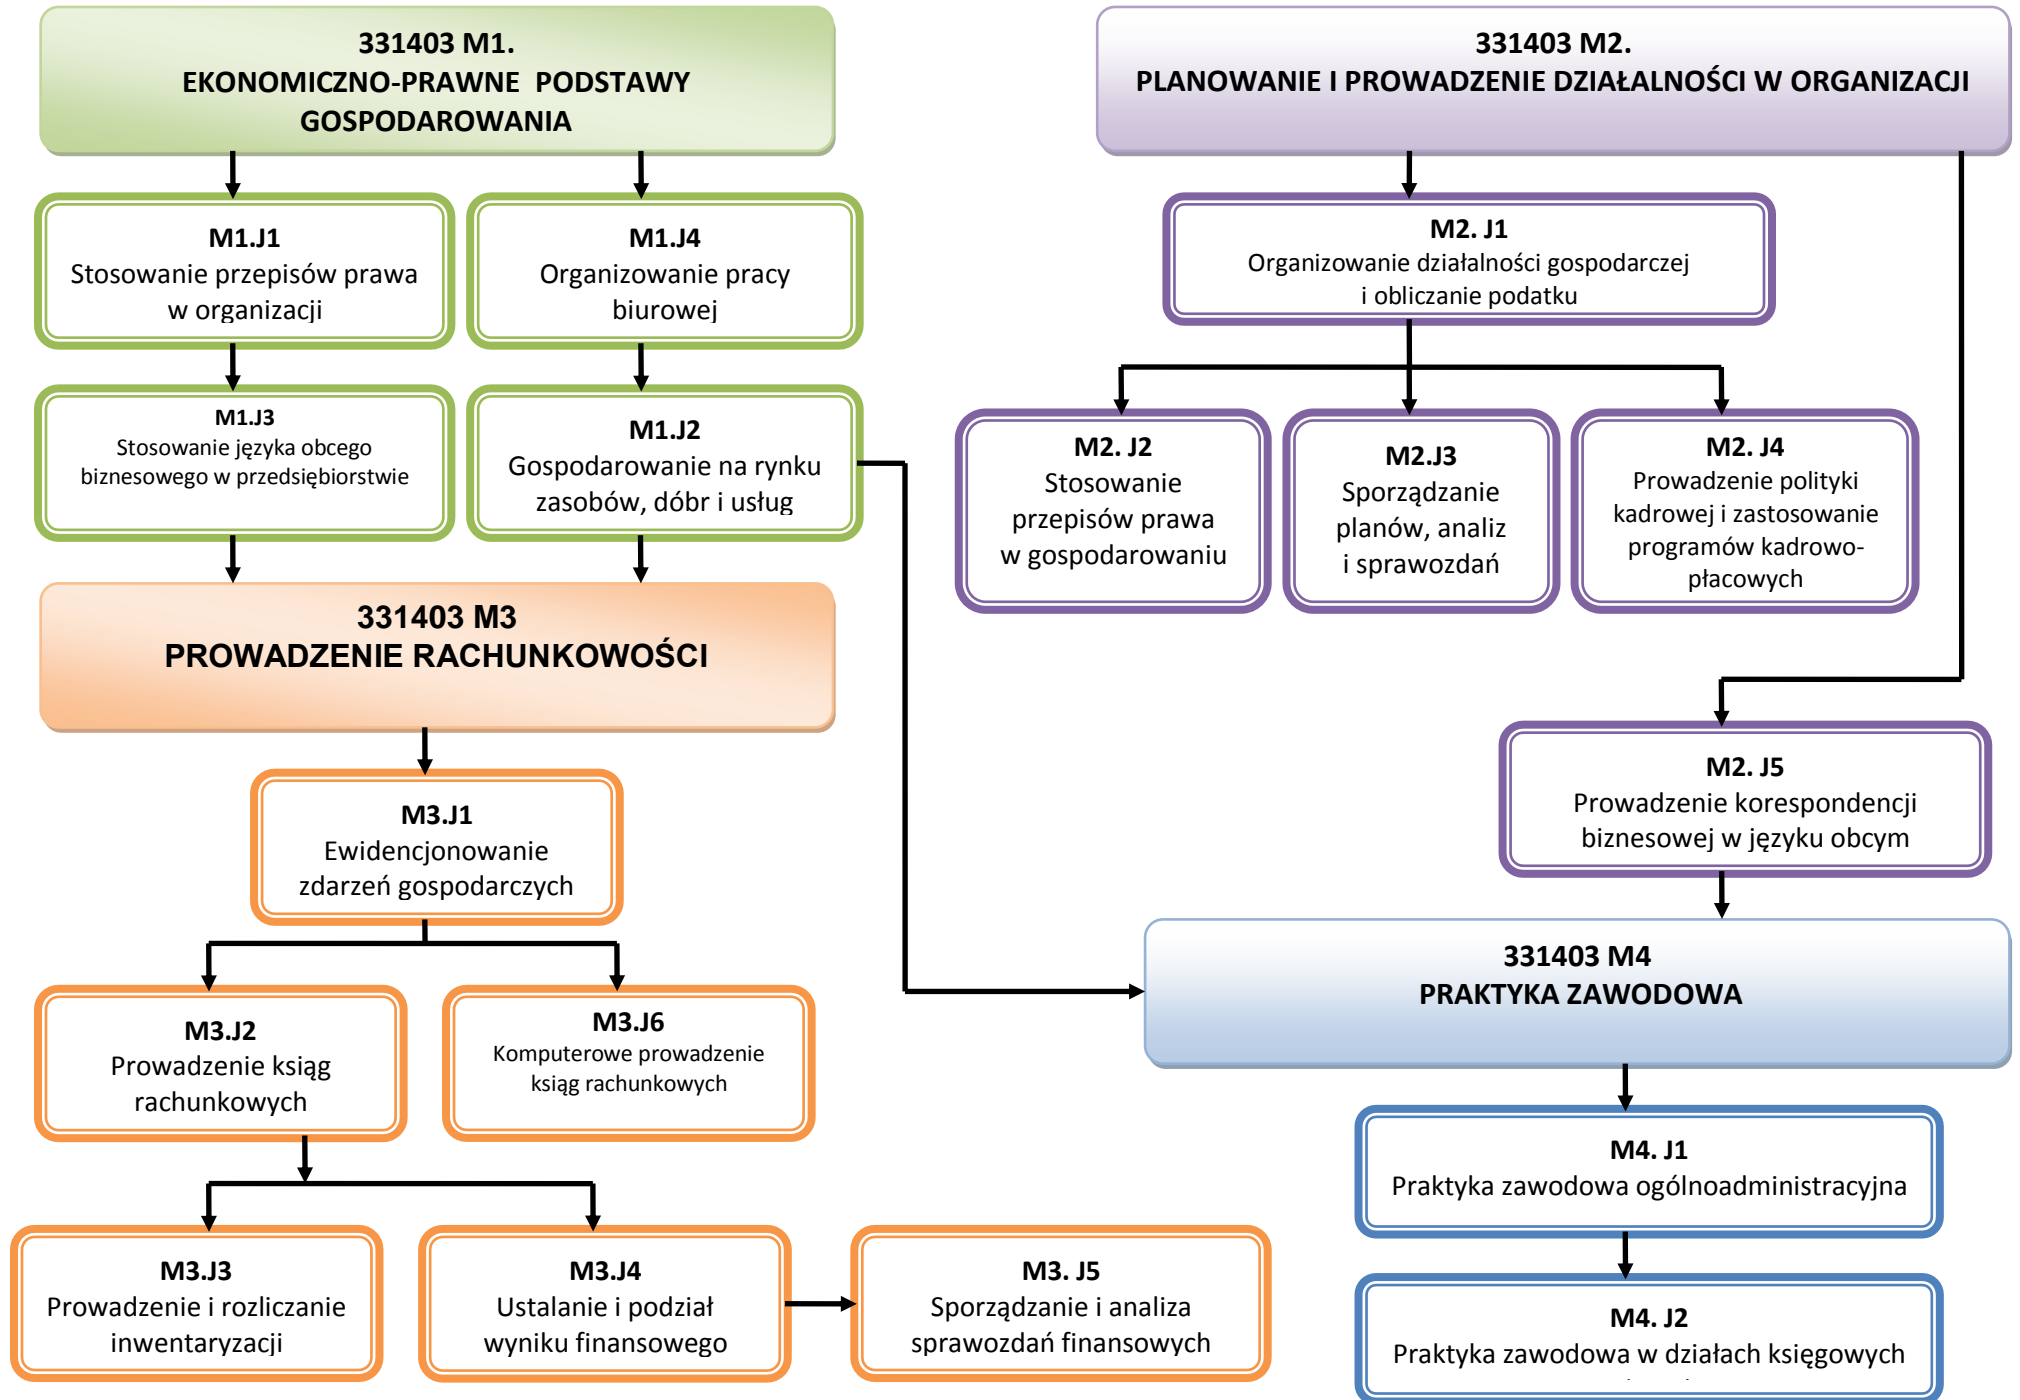 331403 M1.
EKONOMICZNO-PRAWNE PODSTAWY
GOSPODAROWANIA
331403 M2.
PLANOWANIE I PROWADZENIE DZIAŁALNOŚCI W ORGANIZACJI
M1.J1
Stosowanie przepisów prawa
w organizacji
M1.J4
Organizowanie pracy
biurowej
M2. J1
Organizowanie działalności gospodarczej
i obliczanie podatku
M1.J3
Stosowanie języka obcego
biznesowego w przedsiębiorstwie
M1.J2
Gospodarowanie na rynku
zasobów, dóbr i usług
M2. J2
Stosowanie
przepisów prawa
w gospodarowaniu
M2.J3
Sporządzanie
planów, analiz
i sprawozdań
M2. J4
Prowadzenie polityki
kadrowej i zastosowanie
programów kadrowo-
płacowych
331403 M3
PROWADZENIE RACHUNKOWOŚCI
M2. J5
Prowadzenie korespondencji
biznesowej w języku obcym
M3.J1
Ewidencjonowanie
zdarzeń gospodarczych
331403 M4
PRAKTYKA ZAWODOWA
M3.J2
Prowadzenie ksiąg
rachunkowych
M3.J6
Komputerowe prowadzenie
ksiąg rachunkowych
M4. J1
Praktyka zawodowa ogólnoadministracyjna
M3.J3
Prowadzenie i rozliczanie
inwentaryzacji
M3.J4
Ustalanie i podział
wyniku finansowego
M3. J5
Sporządzanie i analiza
sprawozdań finansowych
M4. J2
Praktyka zawodowa w działach księgowych